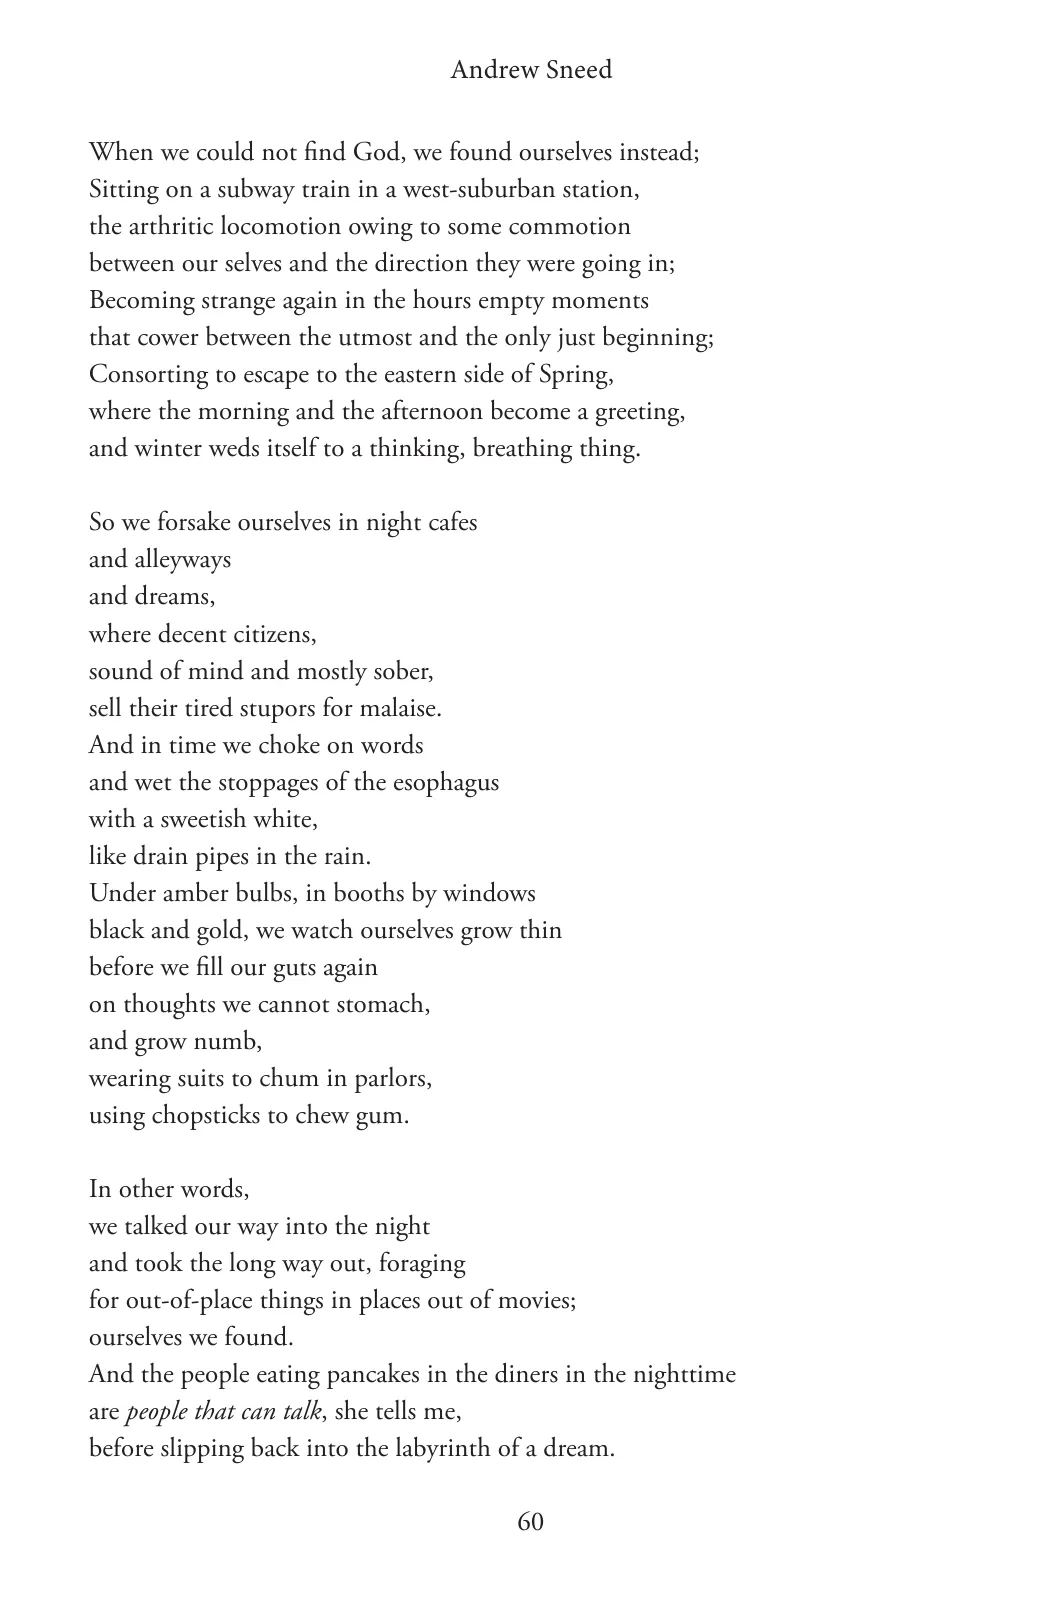 Andrew Sneed
When we could not find God, we found ourselves instead;
Sitting on a subway train in a west-suburban station,
the arthritic locomotion owing to some commotion
between our selves and the direction they were going in;
Becoming strange again in the hours empty moments
that cower between the utmost and the only just beginning;
Consorting to escape to the eastern side of Spring,
where the morning and the afternoon become a greeting,
and winter weds itself to a thinking, breathing thing.
So we forsake ourselves in night cafes
and alleyways
and dreams,
where decent citizens,
sound of mind and mostly sober,
sell their tired stupors for malaise.
And in time we choke on words
and wet the stoppages of the esophagus
with a sweetish white,
like drain pipes in the rain.
Under amber bulbs, in booths by windows
black and gold, we watch ourselves grow thin
before we fill our guts again
on thoughts we cannot stomach,
and grow numb,
wearing suits to chum in parlors,
using chopsticks to chew gum.
In other words,
we talked our way into the night
and took the long way out, foraging
for out-of-place things in places out of movies;
ourselves we found.
And the people eating pancakes in the diners in the nighttime
are people that can talk, she tells me,
before slipping back into the labyrinth of a dream.
60